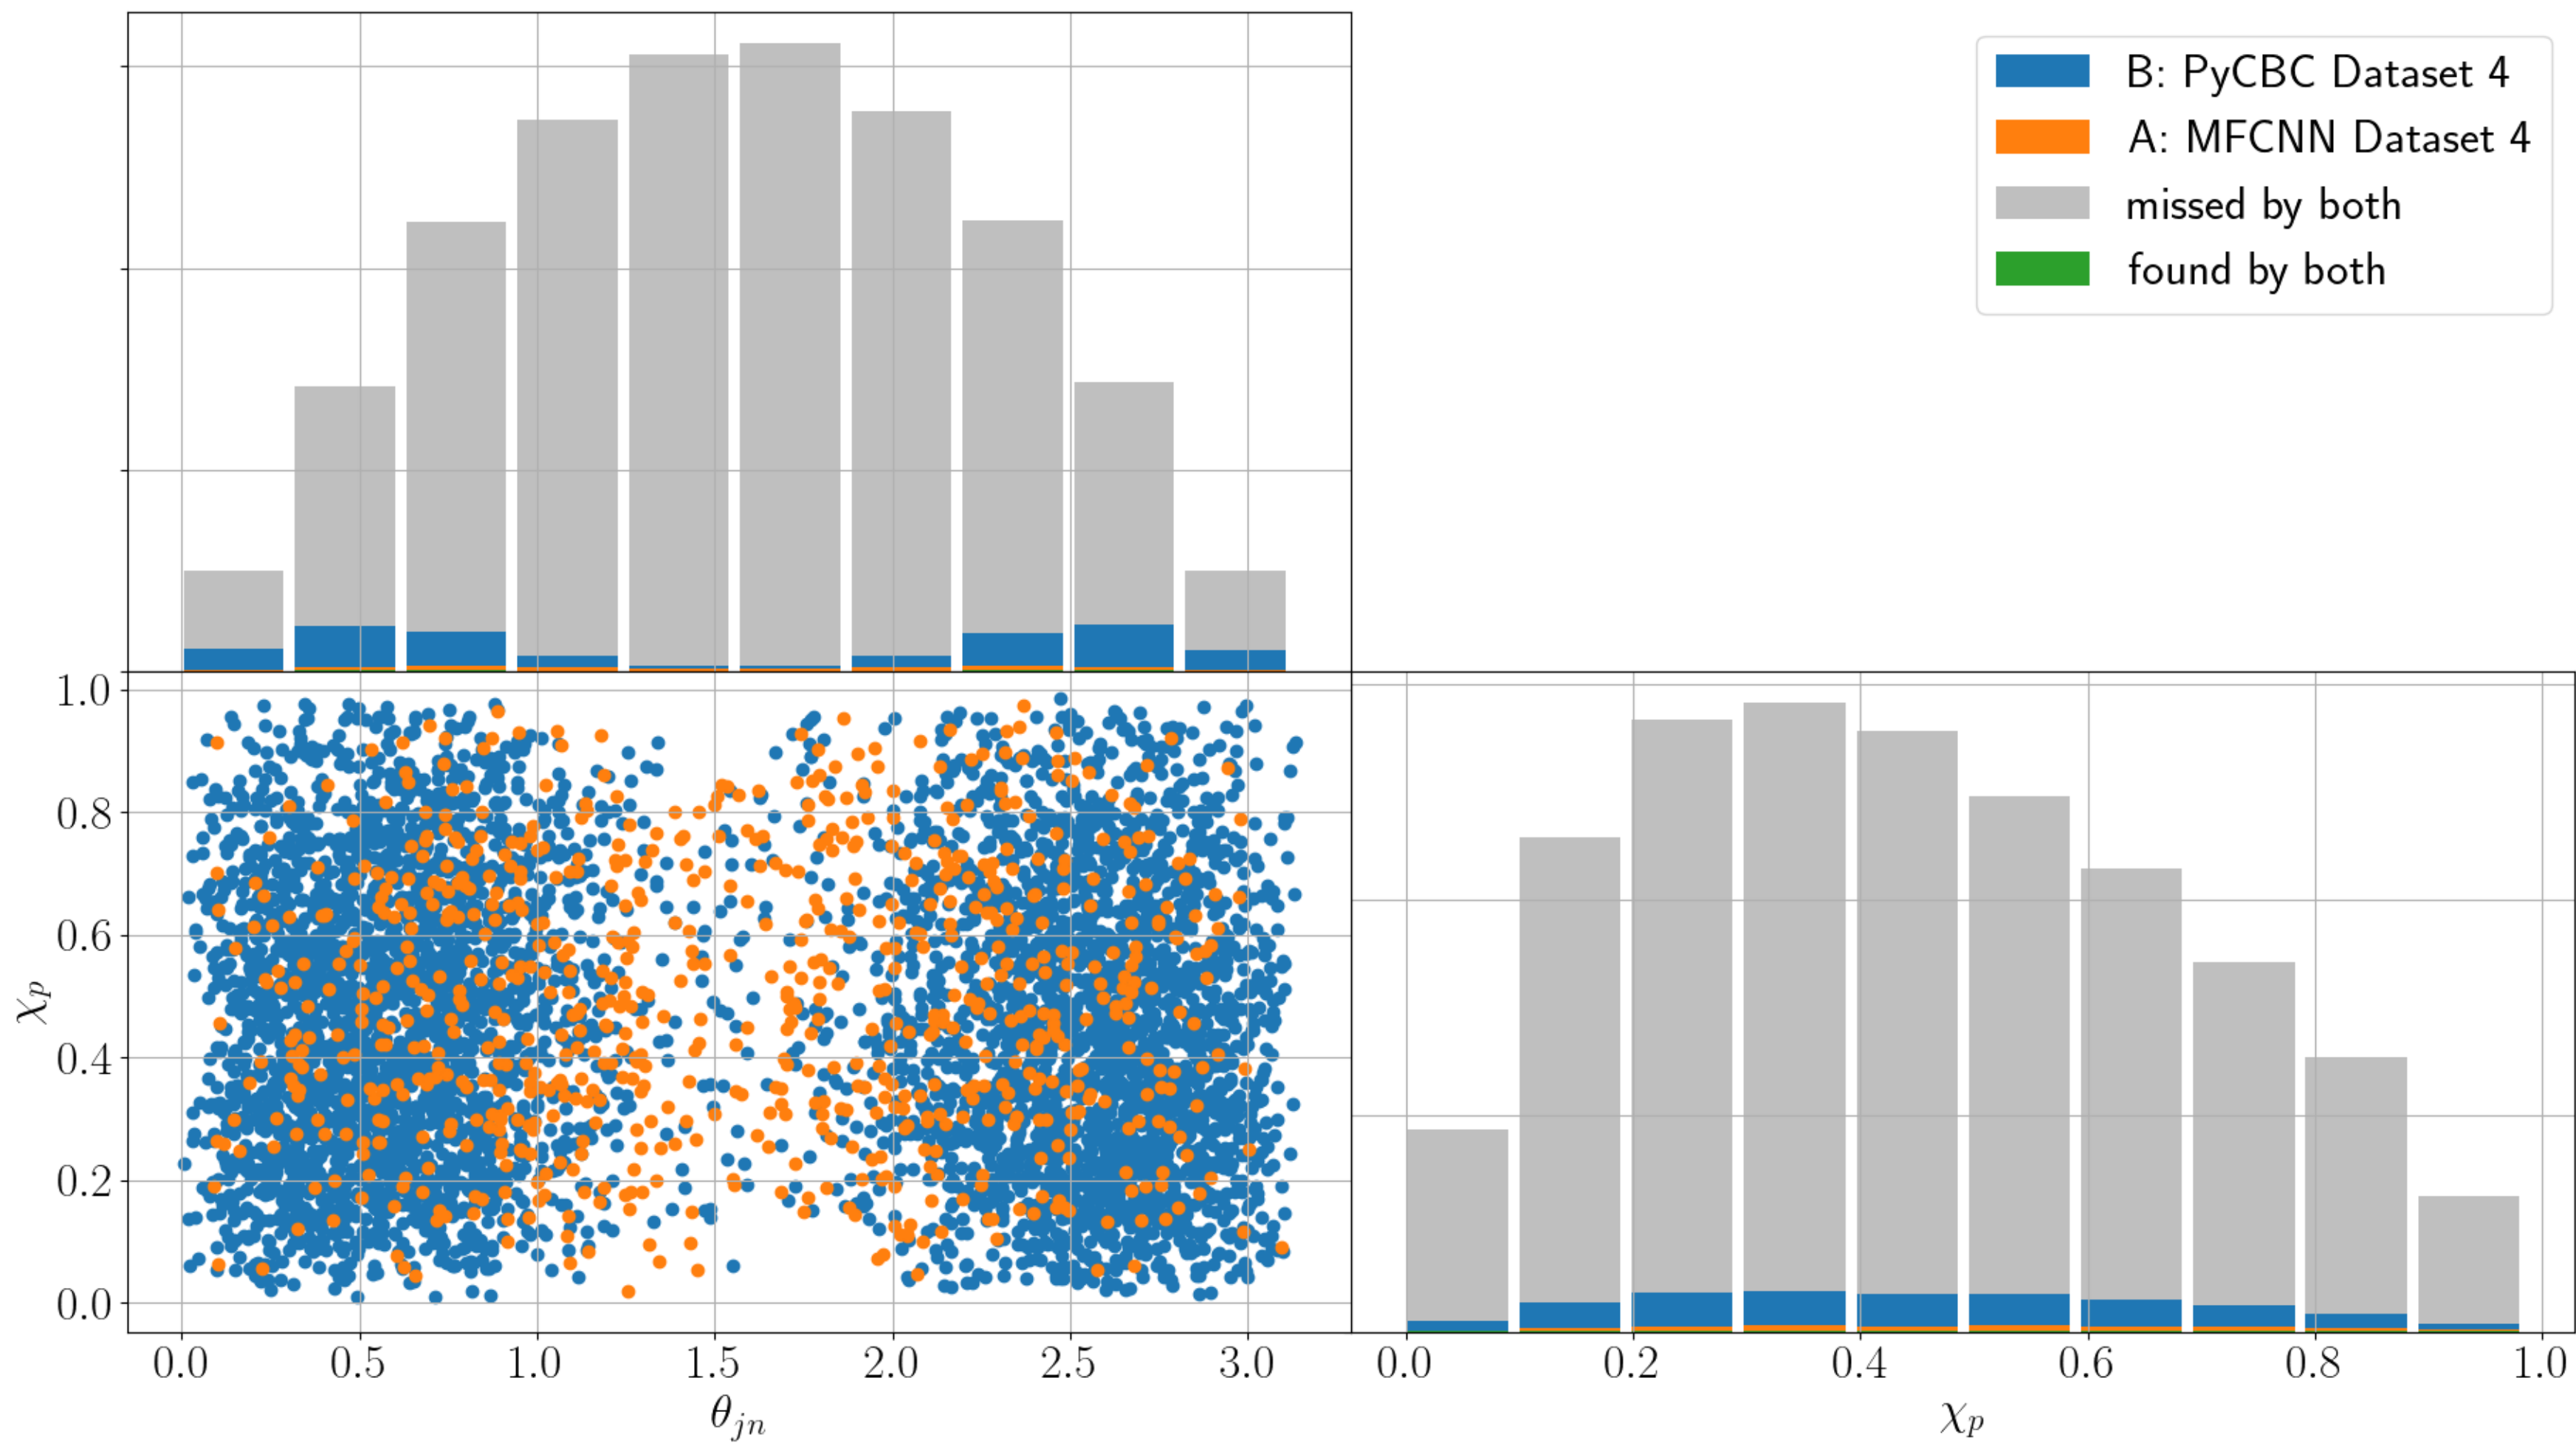 B: PyCBC Dataset 4
A: MFCNN Dataset 4
missed by both
found by both
1.0
0.8
0.6
0.4
0.2
0.0
χp
0.0 0.5 1.0 1.5 2.0 2.5 3.0
θjn
0.0 0.2 0.4 0.6 0.8 1.0
χp